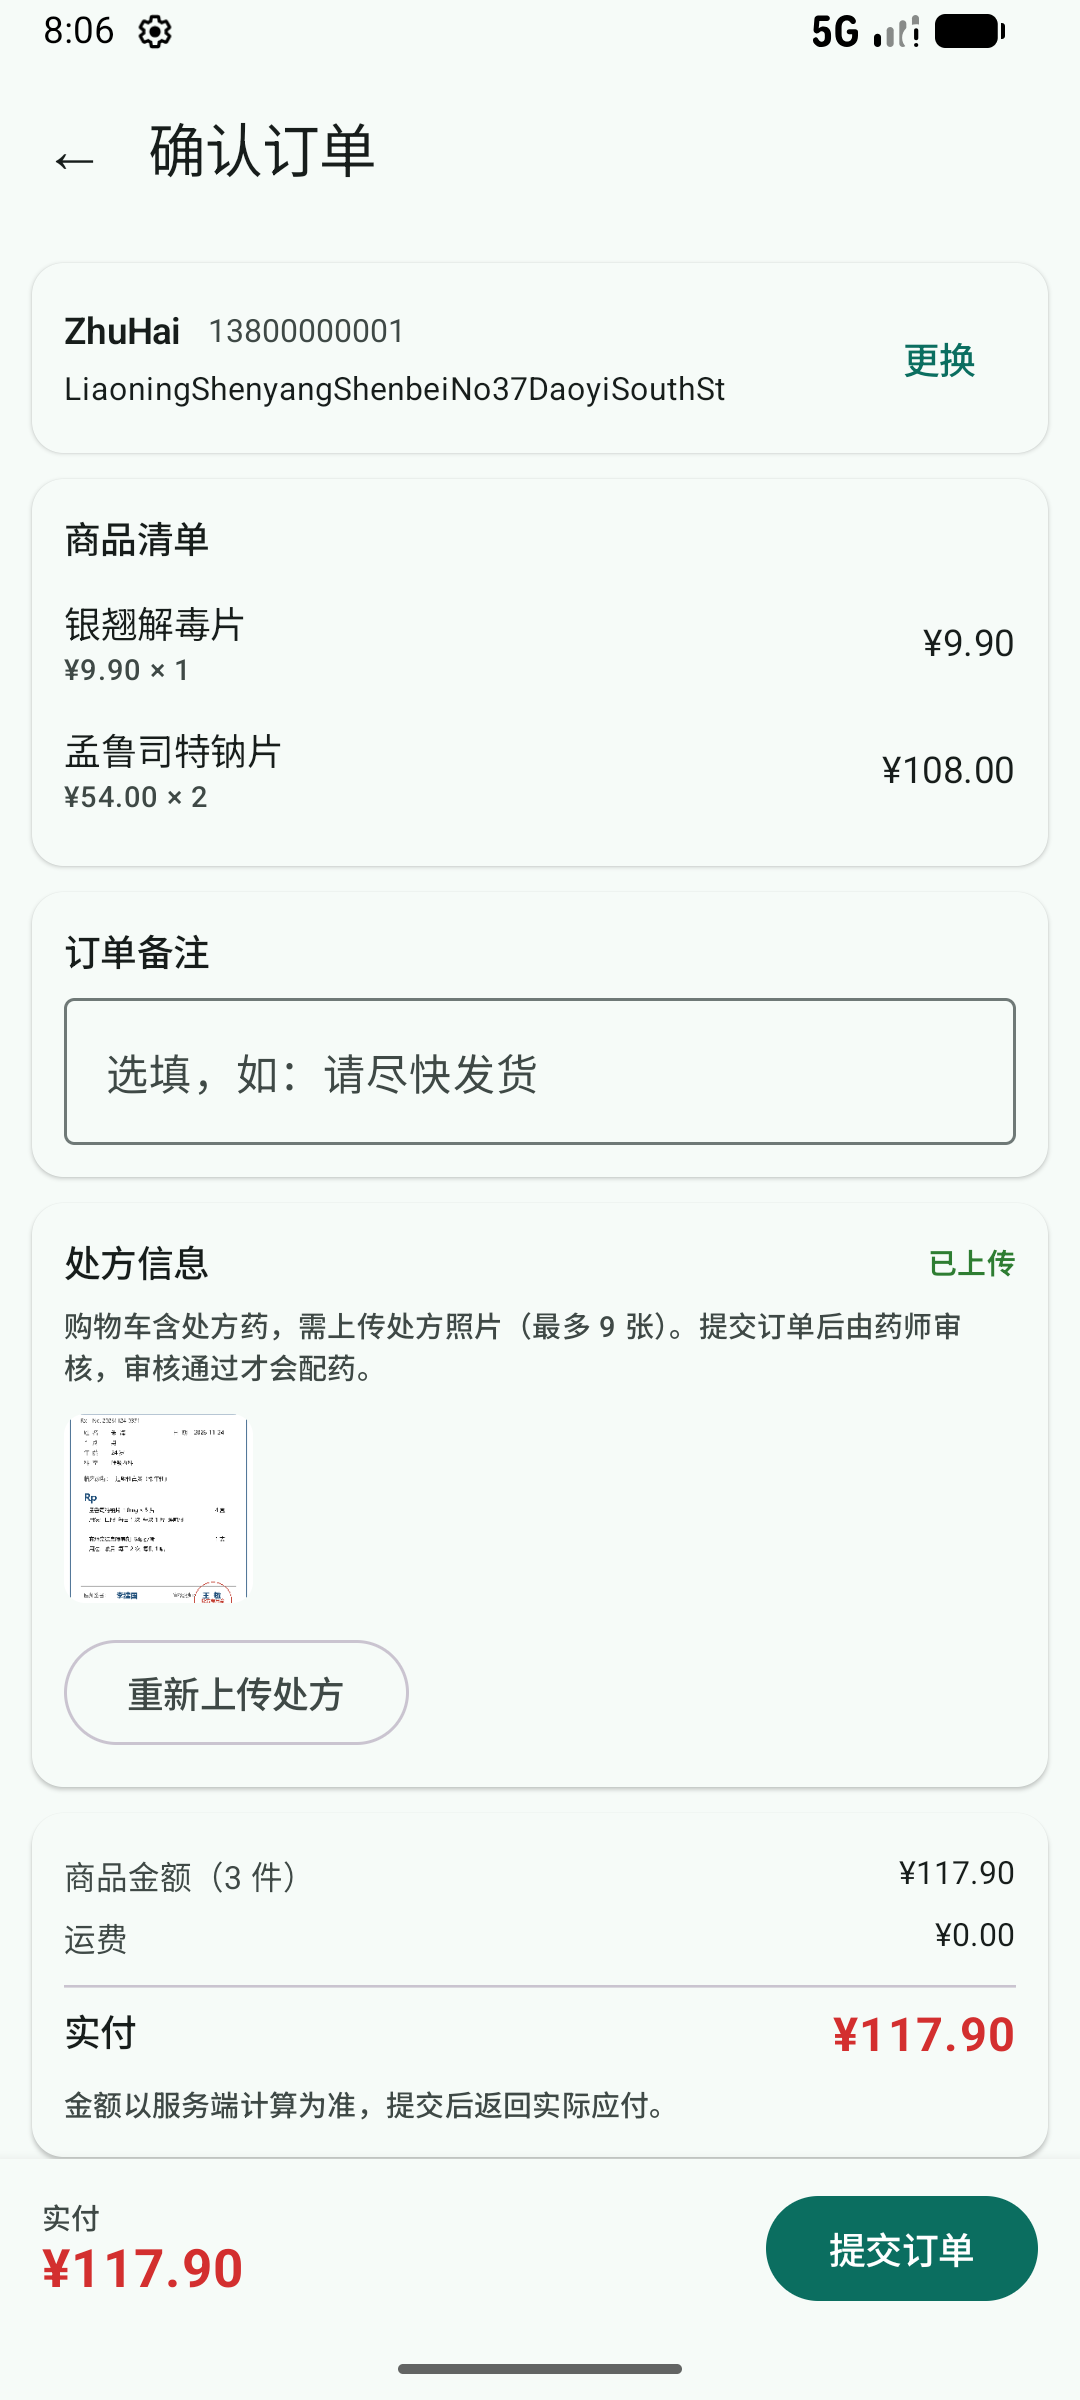 8:06
5G
← 确认订单
ZhuHai 13800000001
LiaoningShenyangShenbeiNo37DaoyiSouthSt
更换
商品清单
银翘解毒片
¥9.90 × 1
¥9.90
孟鲁司特钠片
¥54.00 × 2
¥108.00
订单备注
选填，如：请尽快发货
处方信息
已上传
购物车含处方药，需上传处方照片（最多 9 张）。提交订单后由药师审
核，审核通过才会配药。
Rp
重新上传处方
商品金额（3 件）
¥117.90
运费
¥0.00
实付
¥117.90
金额以服务端计算为准，提交后返回实际应付。
实付
¥117.90
提交订单